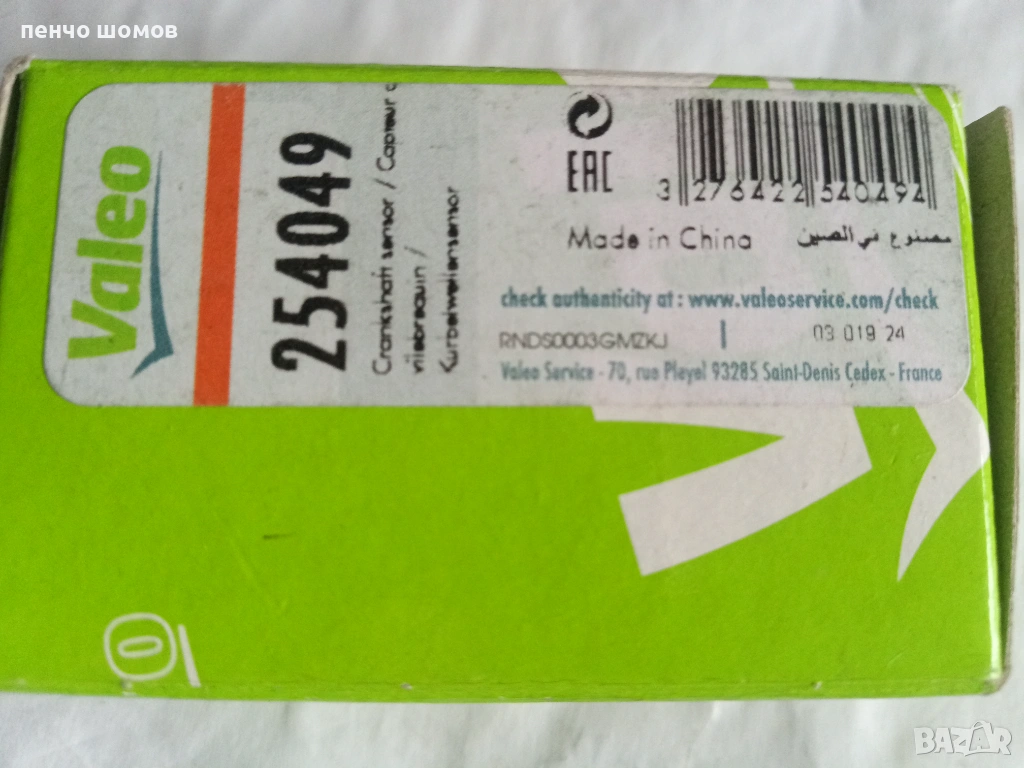 пенчо шомов
Valeo
254049
Crankshaft sensor / Capteur
vilebrequin /
Kurbelwellensensor
EAC
3 276422 540494
Made in China
مصنوع في الصين
check authenticity at : www.valeoservice.com/check
RNDS0003GMZKJ
03 019 24
Valeo Service - 70, rue Pleyel 93285 Saint-Denis Cedex - France
BAZAR